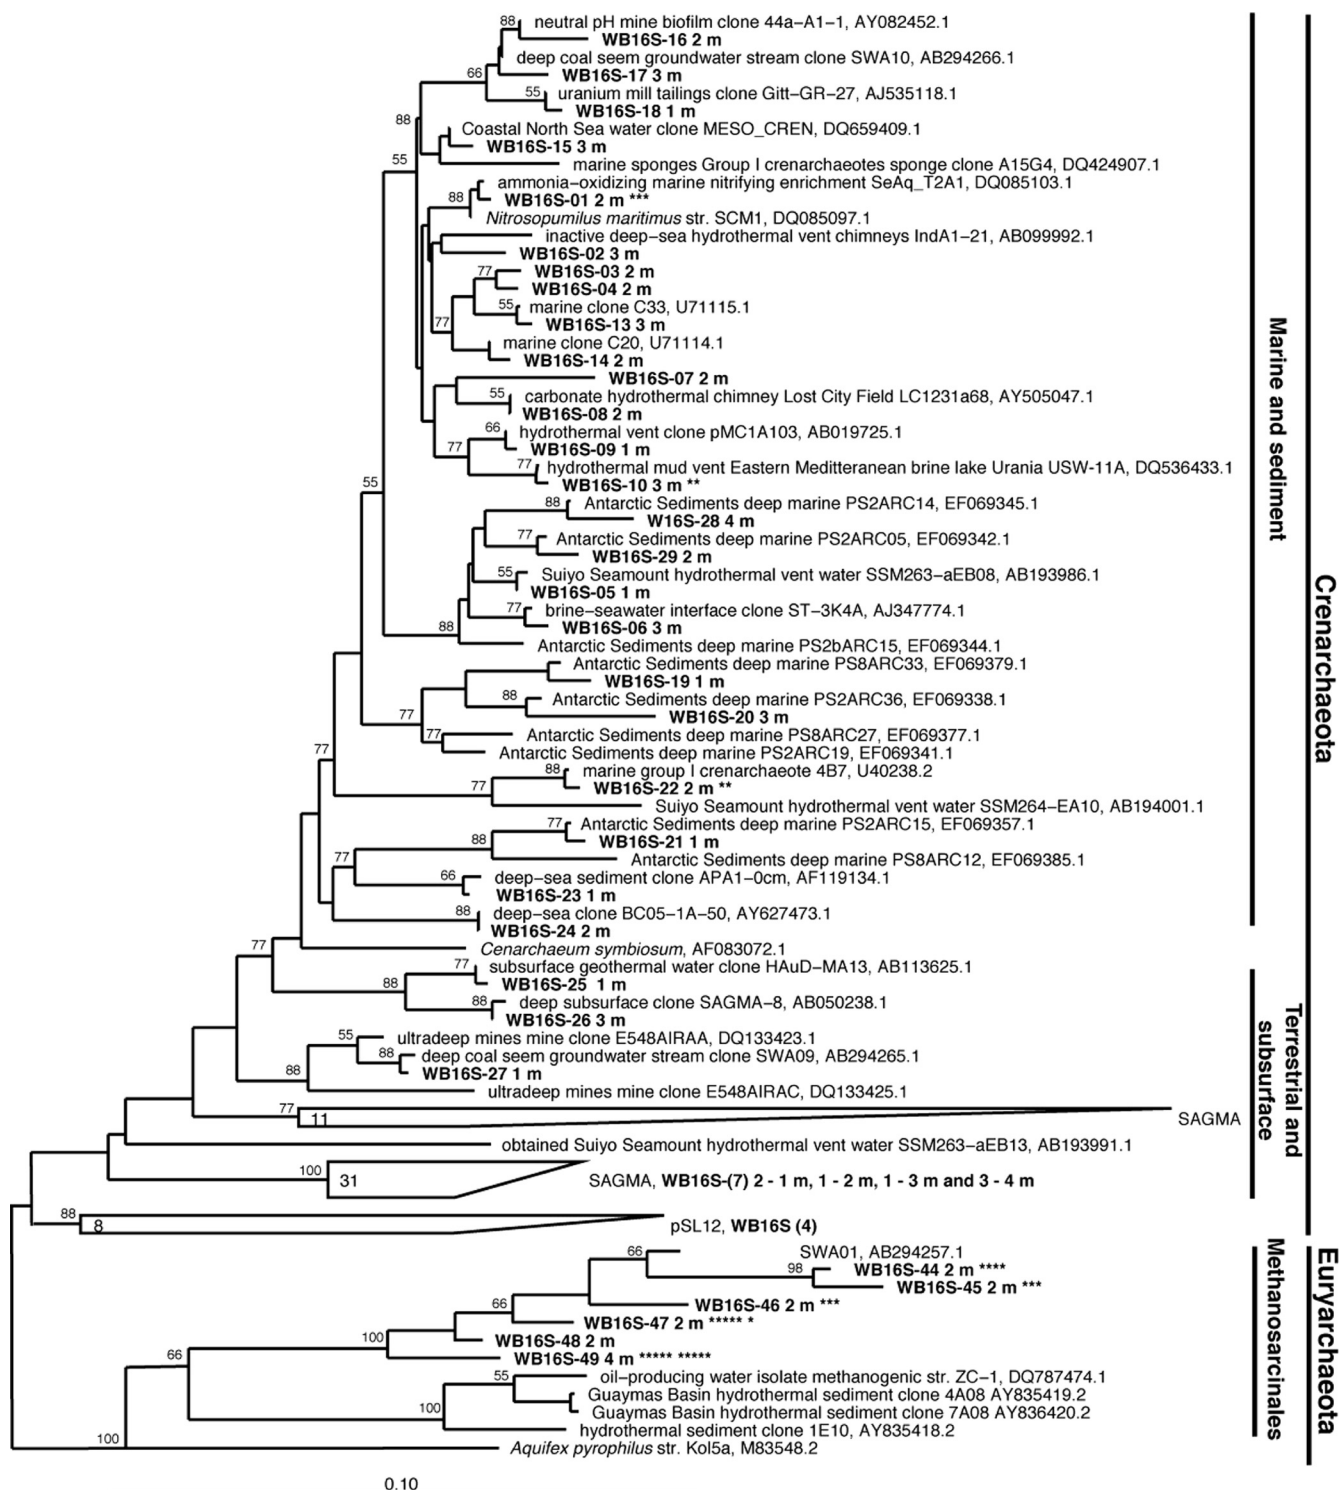 88 neutral pH mine biofilm clone 44a−A1−1, AY082452.1
WB16S-16 2 m
deep coal seem groundwater stream clone SWA10, AB294266.1
66 WB16S-17 3 m
55 uranium mill tailings clone Gitt−GR−27, AJ535118.1
WB16S-18 1 m
88 Coastal North Sea water clone MESO_CREN, DQ659409.1
WB16S-15 3 m
55 marine sponges Group I crenarchaeotes sponge clone A15G4, DQ424907.1
ammonia−oxidizing marine nitrifying enrichment SeAq_T2A1, DQ085103.1
88 WB16S-01 2 m ***
Nitrosopumilus maritimus str. SCM1, DQ085097.1
inactive deep−sea hydrothermal vent chimneys IndA1−21, AB099992.1
WB16S-02 3 m
77 WB16S-03 2 m
WB16S-04 2 m
55 marine clone C33, U71115.1
77 WB16S-13 3 m
marine clone C20, U71114.1
WB16S-14 2 m
WB16S-07 2 m
55 carbonate hydrothermal chimney Lost City Field LC1231a68, AY505047.1
WB16S-08 2 m
66 hydrothermal vent clone pMC1A103, AB019725.1
77 WB16S-09 1 m
77 hydrothermal mud vent Eastern Meditteranean brine lake Urania USW-11A, DQ536433.1
55 WB16S-10 3 m **
88 Antarctic Sediments deep marine PS2ARC14, EF069345.1
W16S-28 4 m
77 Antarctic Sediments deep marine PS2ARC05, EF069342.1
WB16S-29 2 m
55 Suiyo Seamount hydrothermal vent water SSM263−aEB08, AB193986.1
WB16S-05 1 m
77 brine−seawater interface clone ST−3K4A, AJ347774.1
88 WB16S-06 3 m
Antarctic Sediments deep marine PS2bARC15, EF069344.1
Antarctic Sediments deep marine PS8ARC33, EF069379.1
WB16S-19 1 m
88 Antarctic Sediments deep marine PS2ARC36, EF069338.1
77 WB16S-20 3 m
77 Antarctic Sediments deep marine PS8ARC27, EF069377.1
77 Antarctic Sediments deep marine PS2ARC19, EF069341.1
88 marine group I crenarchaeote 4B7, U40238.2
77 WB16S-22 2 m **
Suiyo Seamount hydrothermal vent water SSM264−EA10, AB194001.1
77 Antarctic Sediments deep marine PS2ARC15, EF069357.1
88 WB16S-21 1 m
77 Antarctic Sediments deep marine PS8ARC12, EF069385.1
66 deep−sea sediment clone APA1−0cm, AF119134.1
WB16S-23 1 m
88 deep−sea clone BC05−1A−50, AY627473.1
WB16S-24 2 m
77 Cenarchaeum symbiosum, AF083072.1
77 subsurface geothermal water clone HAuD−MA13, AB113625.1
88 WB16S-25 1 m
88 deep subsurface clone SAGMA−8, AB050238.1
WB16S-26 3 m
55 ultradeep mines mine clone E548AIRAA, DQ133423.1
88 deep coal seem groundwater stream clone SWA09, AB294265.1
88 WB16S-27 1 m
ultradeep mines mine clone E548AIRAC, DQ133425.1
77 11 SAGMA
obtained Suiyo Seamount hydrothermal vent water SSM263−aEB13, AB193991.1
100 31 SAGMA, WB16S-(7) 2 - 1 m, 1 - 2 m, 1 - 3 m and 3 - 4 m
88 8 pSL12, WB16S (4)
66 SWA01, AB294257.1
98 WB16S-44 2 m ****
WB16S-45 2 m ***
66 WB16S-46 2 m ***
WB16S-47 2 m ***** *
100 WB16S-48 2 m
66 WB16S-49 4 m ***** *****
55 oil−producing water isolate methanogenic str. ZC−1, DQ787474.1
Guaymas Basin hydrothermal sediment clone 4A08 AY835419.2
100 Guaymas Basin hydrothermal sediment clone 7A08 AY836420.2
hydrothermal sediment clone 1E10, AY835418.2
100 Aquifex pyrophilus str. Kol5a, M83548.2
0.10
Marine and sediment
Terrestrial and
subsurface
Methanosarcinales
Crenarchaeota
Euryarchaeota